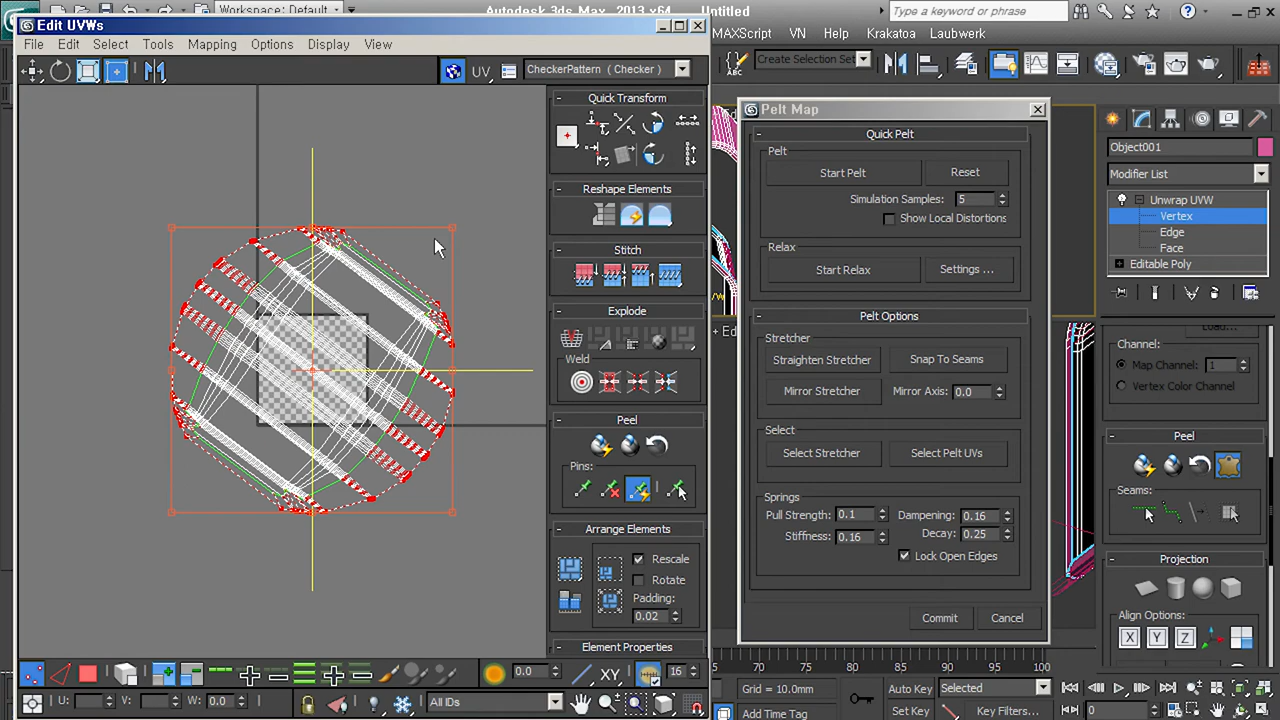 Workspace: Default
Autodesk 3ds Max 2013 x64
Untitled
Type a keyword or phrase
Edit UVWs
File Edit Select Tools Mapping Options Display View
MAXScript VN Help Krakatoa Laubwerk
UV
CheckerPattern ( Checker )
Create Selection Set
ABC
Quick Transform
Reshape Elements
Stitch
Explode
Weld
Peel
Pins:
Arrange Elements
Rescale
Rotate
Padding:
0.02
Element Properties
0.0
XY
16
U:
V:
W: 0.0
All IDs
Pelt Map
Quick Pelt
Pelt
Start Pelt
Reset
Simulation Samples: 5
Show Local Distortions
Relax
Start Relax
Settings ...
Pelt Options
Stretcher
Straighten Stretcher
Snap To Seams
Mirror Stretcher
Mirror Axis: 0.0
Select
Select Stretcher
Select Pelt UVs
Springs
Pull Strength: 0.1
Dampening: 0.16
Stiffness: 0.16
Decay: 0.25
Lock Open Edges
Commit
Cancel
Object001
Modifier List
Unwrap UVW
Vertex
Edge
Face
Editable Poly
Channel:
Map Channel: 1
Vertex Color Channel
Peel
Seams:
Projection
Align Options:
X Y Z
70 75 80 85 90 95 100
Grid = 10.0mm
Add Time Tag
Auto Key
Selected
Set Key
Key Filters...
0